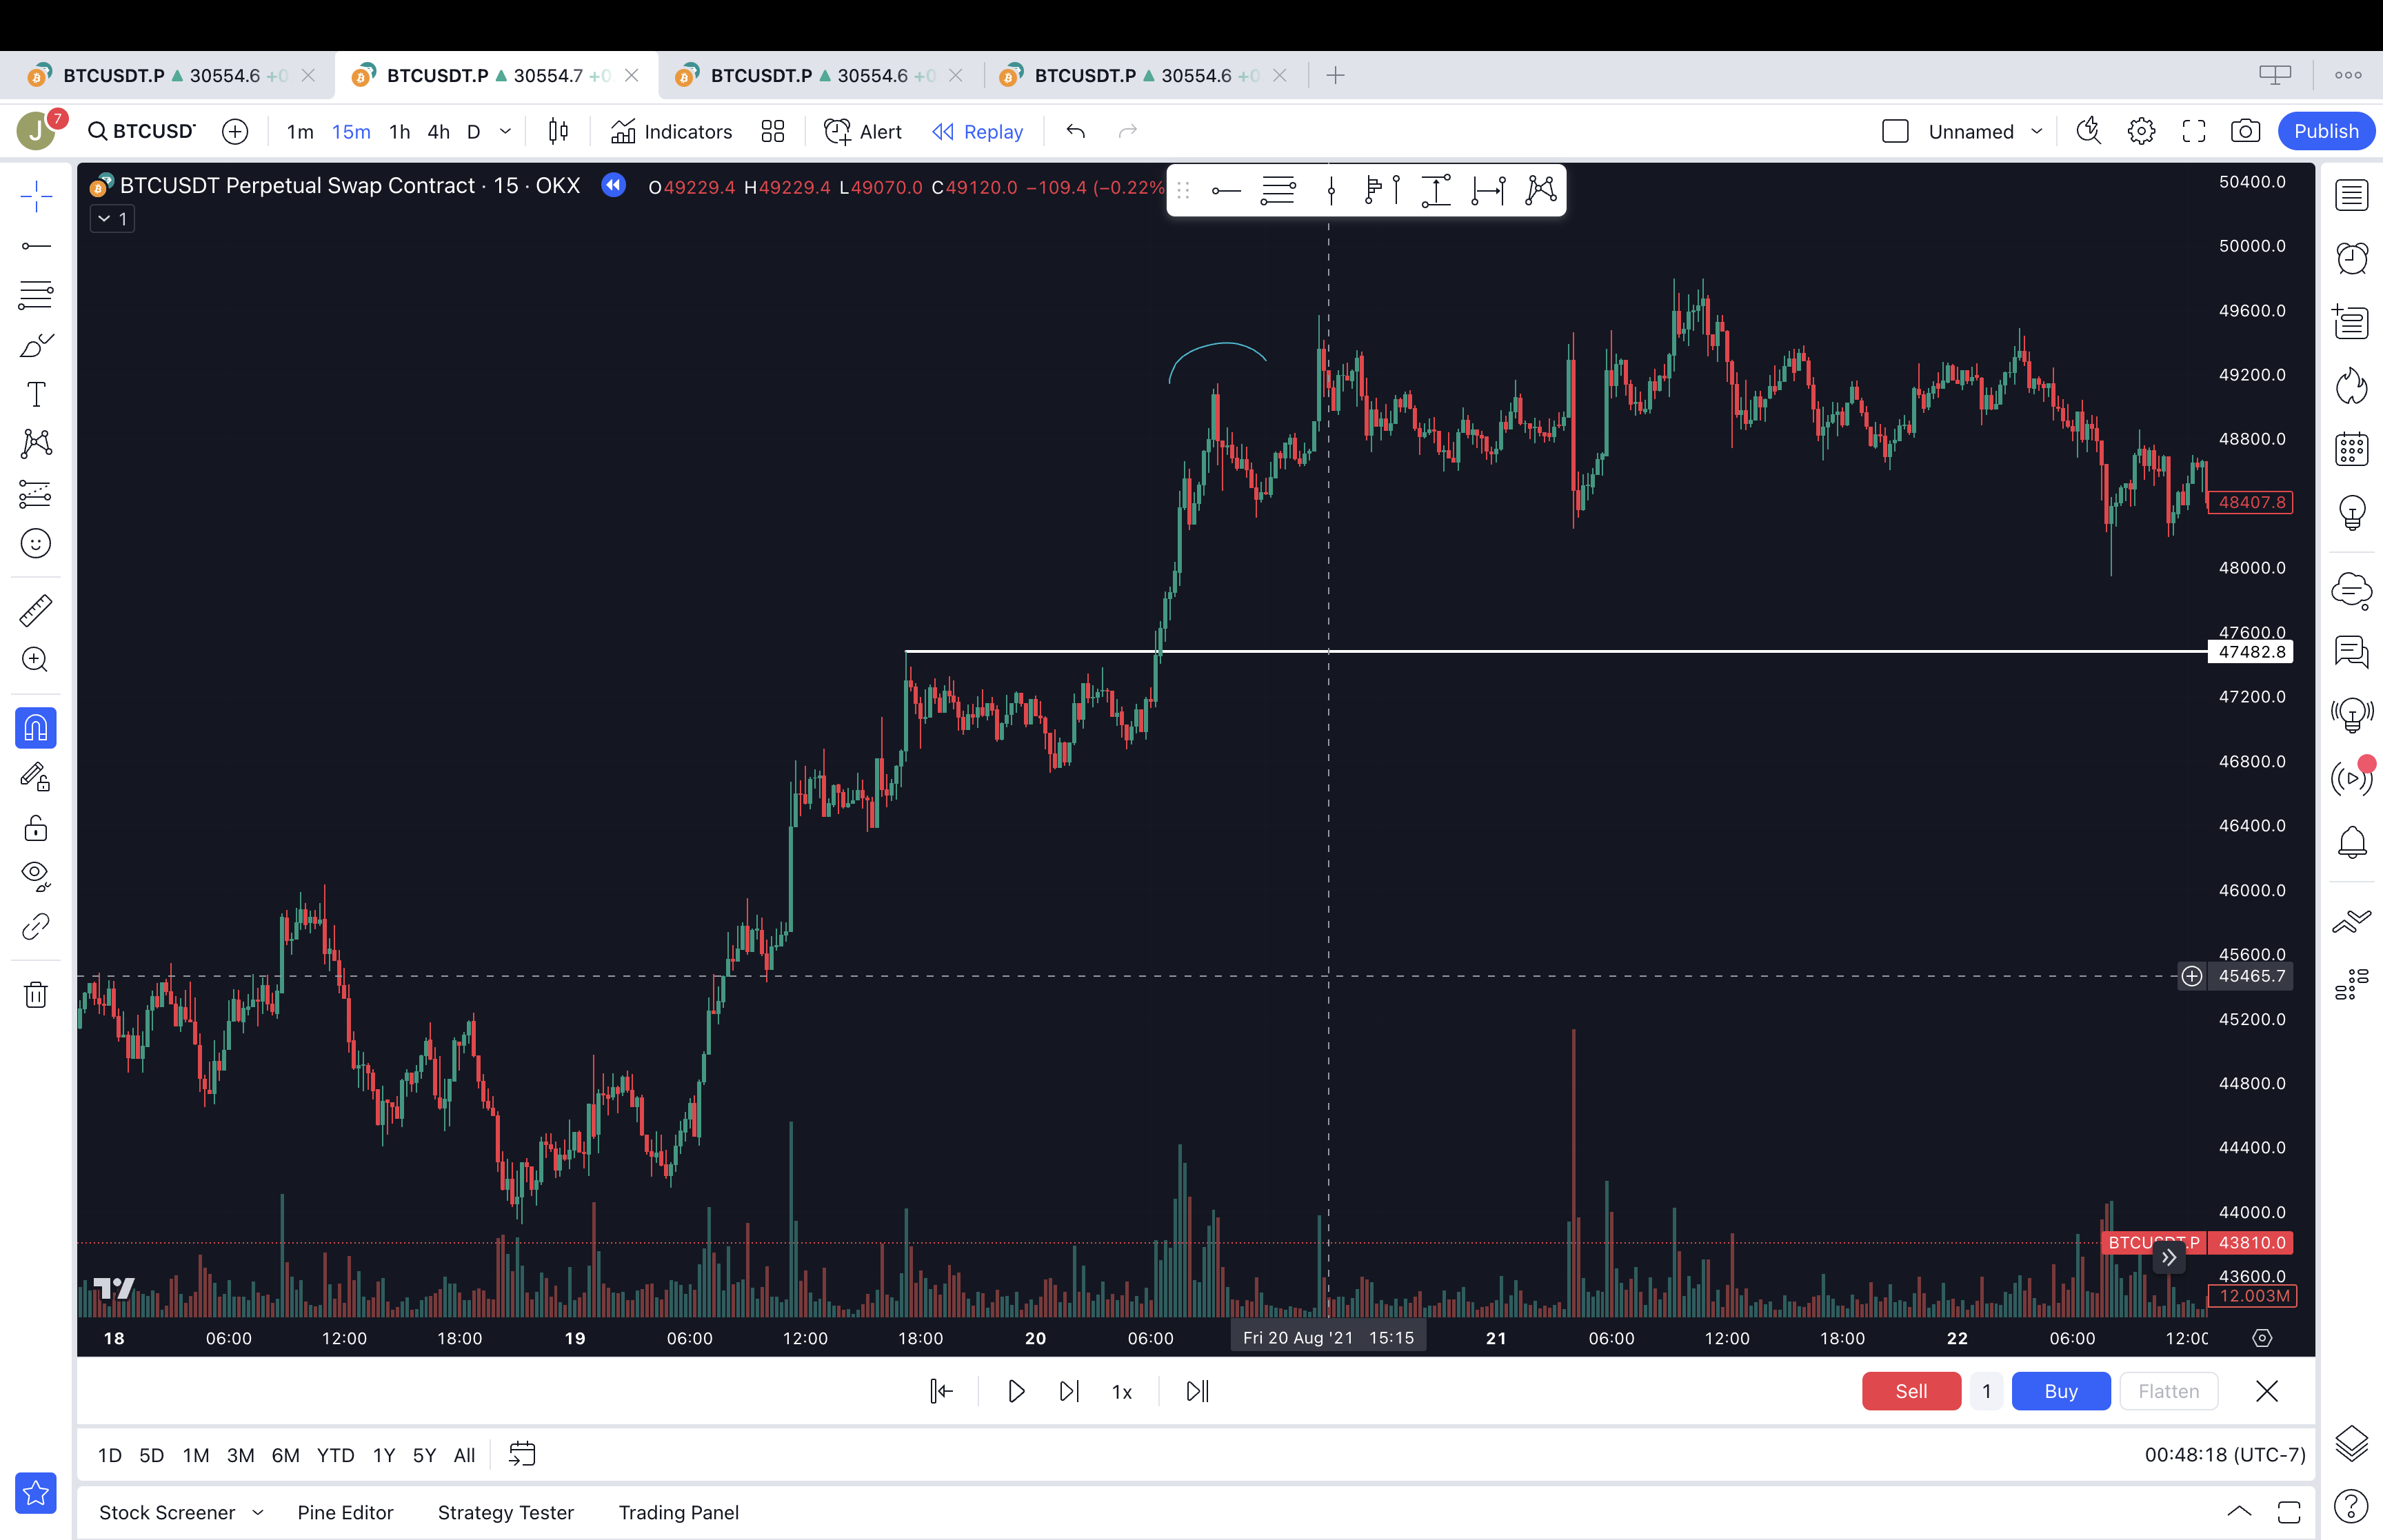 BTCUSDT.P 30554.6 +0 BTCUSDT.P 30554.7 +0 BTCUSDT.P 30554.6 +0 BTCUSDT.P 30554.6 +0
J 7 BTCUSD 1m 15m 1h 4h D Indicators Alert Replay Unnamed Publish
BTCUSDT Perpetual Swap Contract · 15 · OKX O49229.4 H49229.4 L49070.0 C49120.0 −109.4 (−0.22%
1
50400.0
50000.0
49600.0
49200.0
48800.0
48407.8
48000.0
47600.0
47482.8
47200.0
46800.0
46400.0
46000.0
45600.0
45465.7
45200.0
44800.0
44400.0
44000.0
BTCUSDT.P 43810.0
43600.0
12.003M
18 06:00 12:00 18:00 19 06:00 12:00 18:00 20 06:00 Fri 20 Aug '21 15:15 21 06:00 12:00 18:00 22 06:00 12:00
1x Sell 1 Buy Flatten
1D 5D 1M 3M 6M YTD 1Y 5Y All 00:48:18 (UTC-7)
Stock Screener Pine Editor Strategy Tester Trading Panel